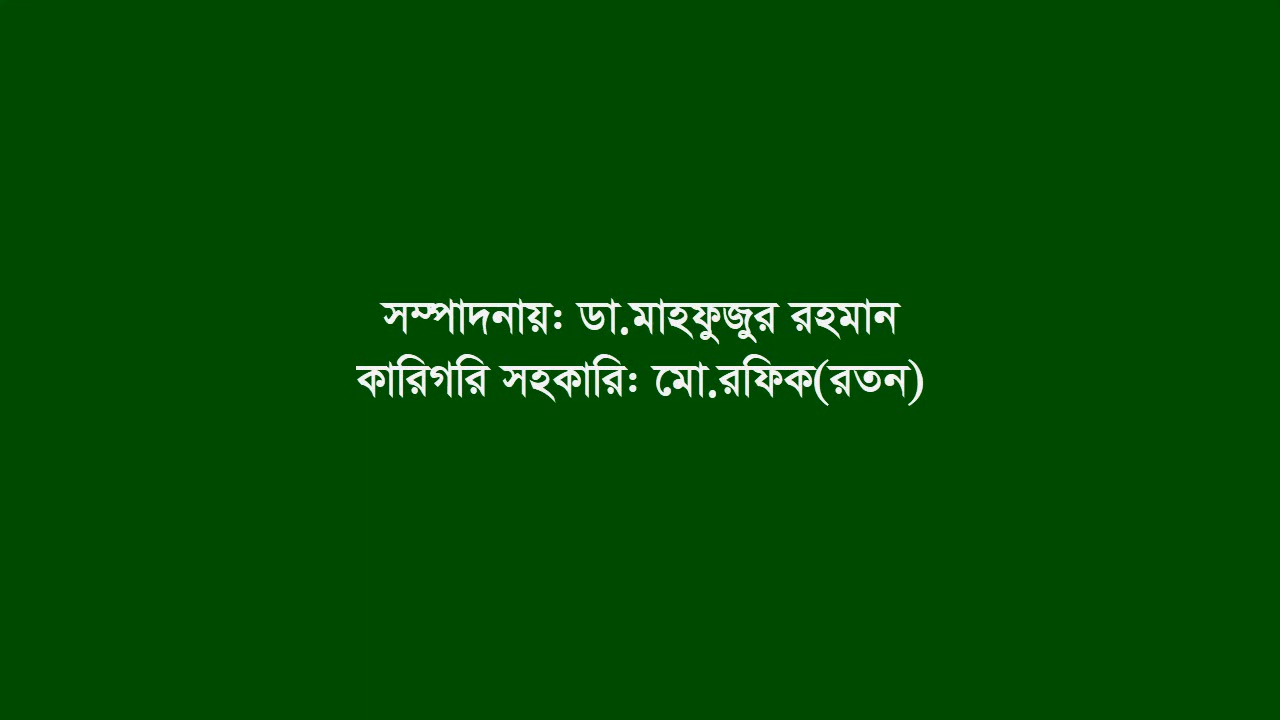 সম্পাদনায়: ডা.মাহফুজুর রহমান
কারিগরি সহকারি: মো.রফিক(রতন)